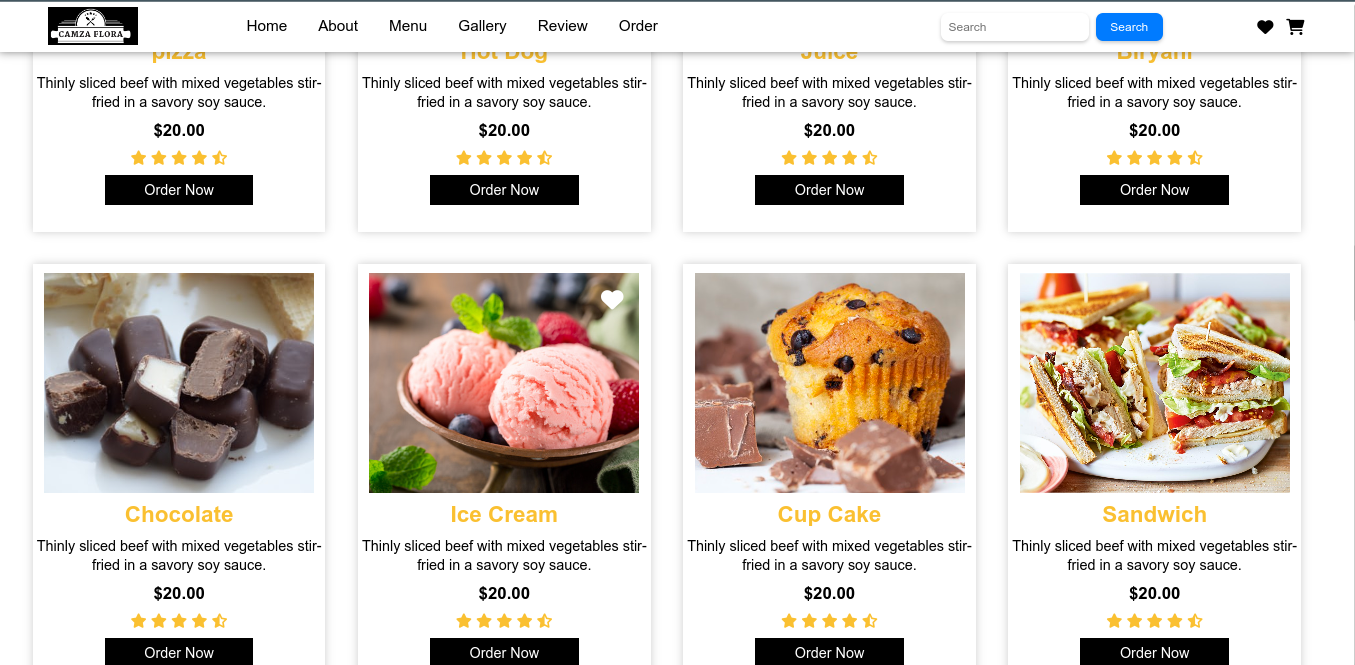 CAMZA FLORA
Home About Menu Gallery Review Order Search Search
pizza Hot Dog Juice Biryani
Thinly sliced beef with mixed vegetables stir-
fried in a savory soy sauce.
$20.00
Order Now
Thinly sliced beef with mixed vegetables stir-
fried in a savory soy sauce.
$20.00
Order Now
Thinly sliced beef with mixed vegetables stir-
fried in a savory soy sauce.
$20.00
Order Now
Thinly sliced beef with mixed vegetables stir-
fried in a savory soy sauce.
$20.00
Order Now
Chocolate
Thinly sliced beef with mixed vegetables stir-
fried in a savory soy sauce.
$20.00
Order Now
Ice Cream
Thinly sliced beef with mixed vegetables stir-
fried in a savory soy sauce.
$20.00
Order Now
Cup Cake
Thinly sliced beef with mixed vegetables stir-
fried in a savory soy sauce.
$20.00
Order Now
Sandwich
Thinly sliced beef with mixed vegetables stir-
fried in a savory soy sauce.
$20.00
Order Now